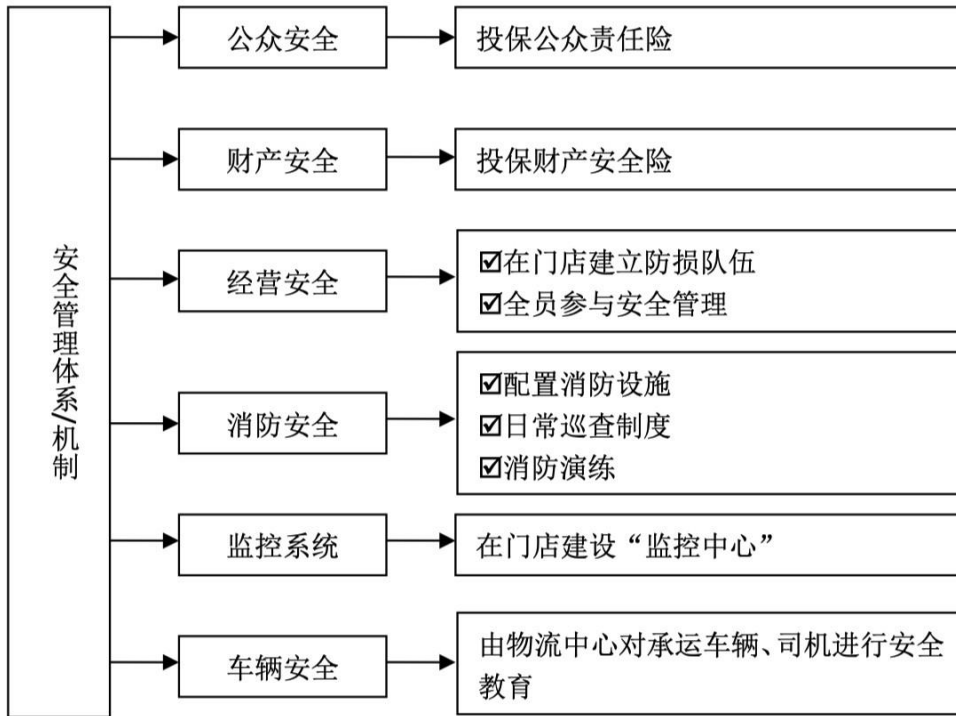 安全管理体系/机制
公众安全
投保公众责任险
财产安全
投保财产安全险
经营安全
☑在门店建立防损队伍
☑全员参与安全管理
消防安全
☑配置消防设施
☑日常巡查制度
☑消防演练
监控系统
在门店建设“监控中心”
车辆安全
由物流中心对承运车辆、司机进行安全
教育